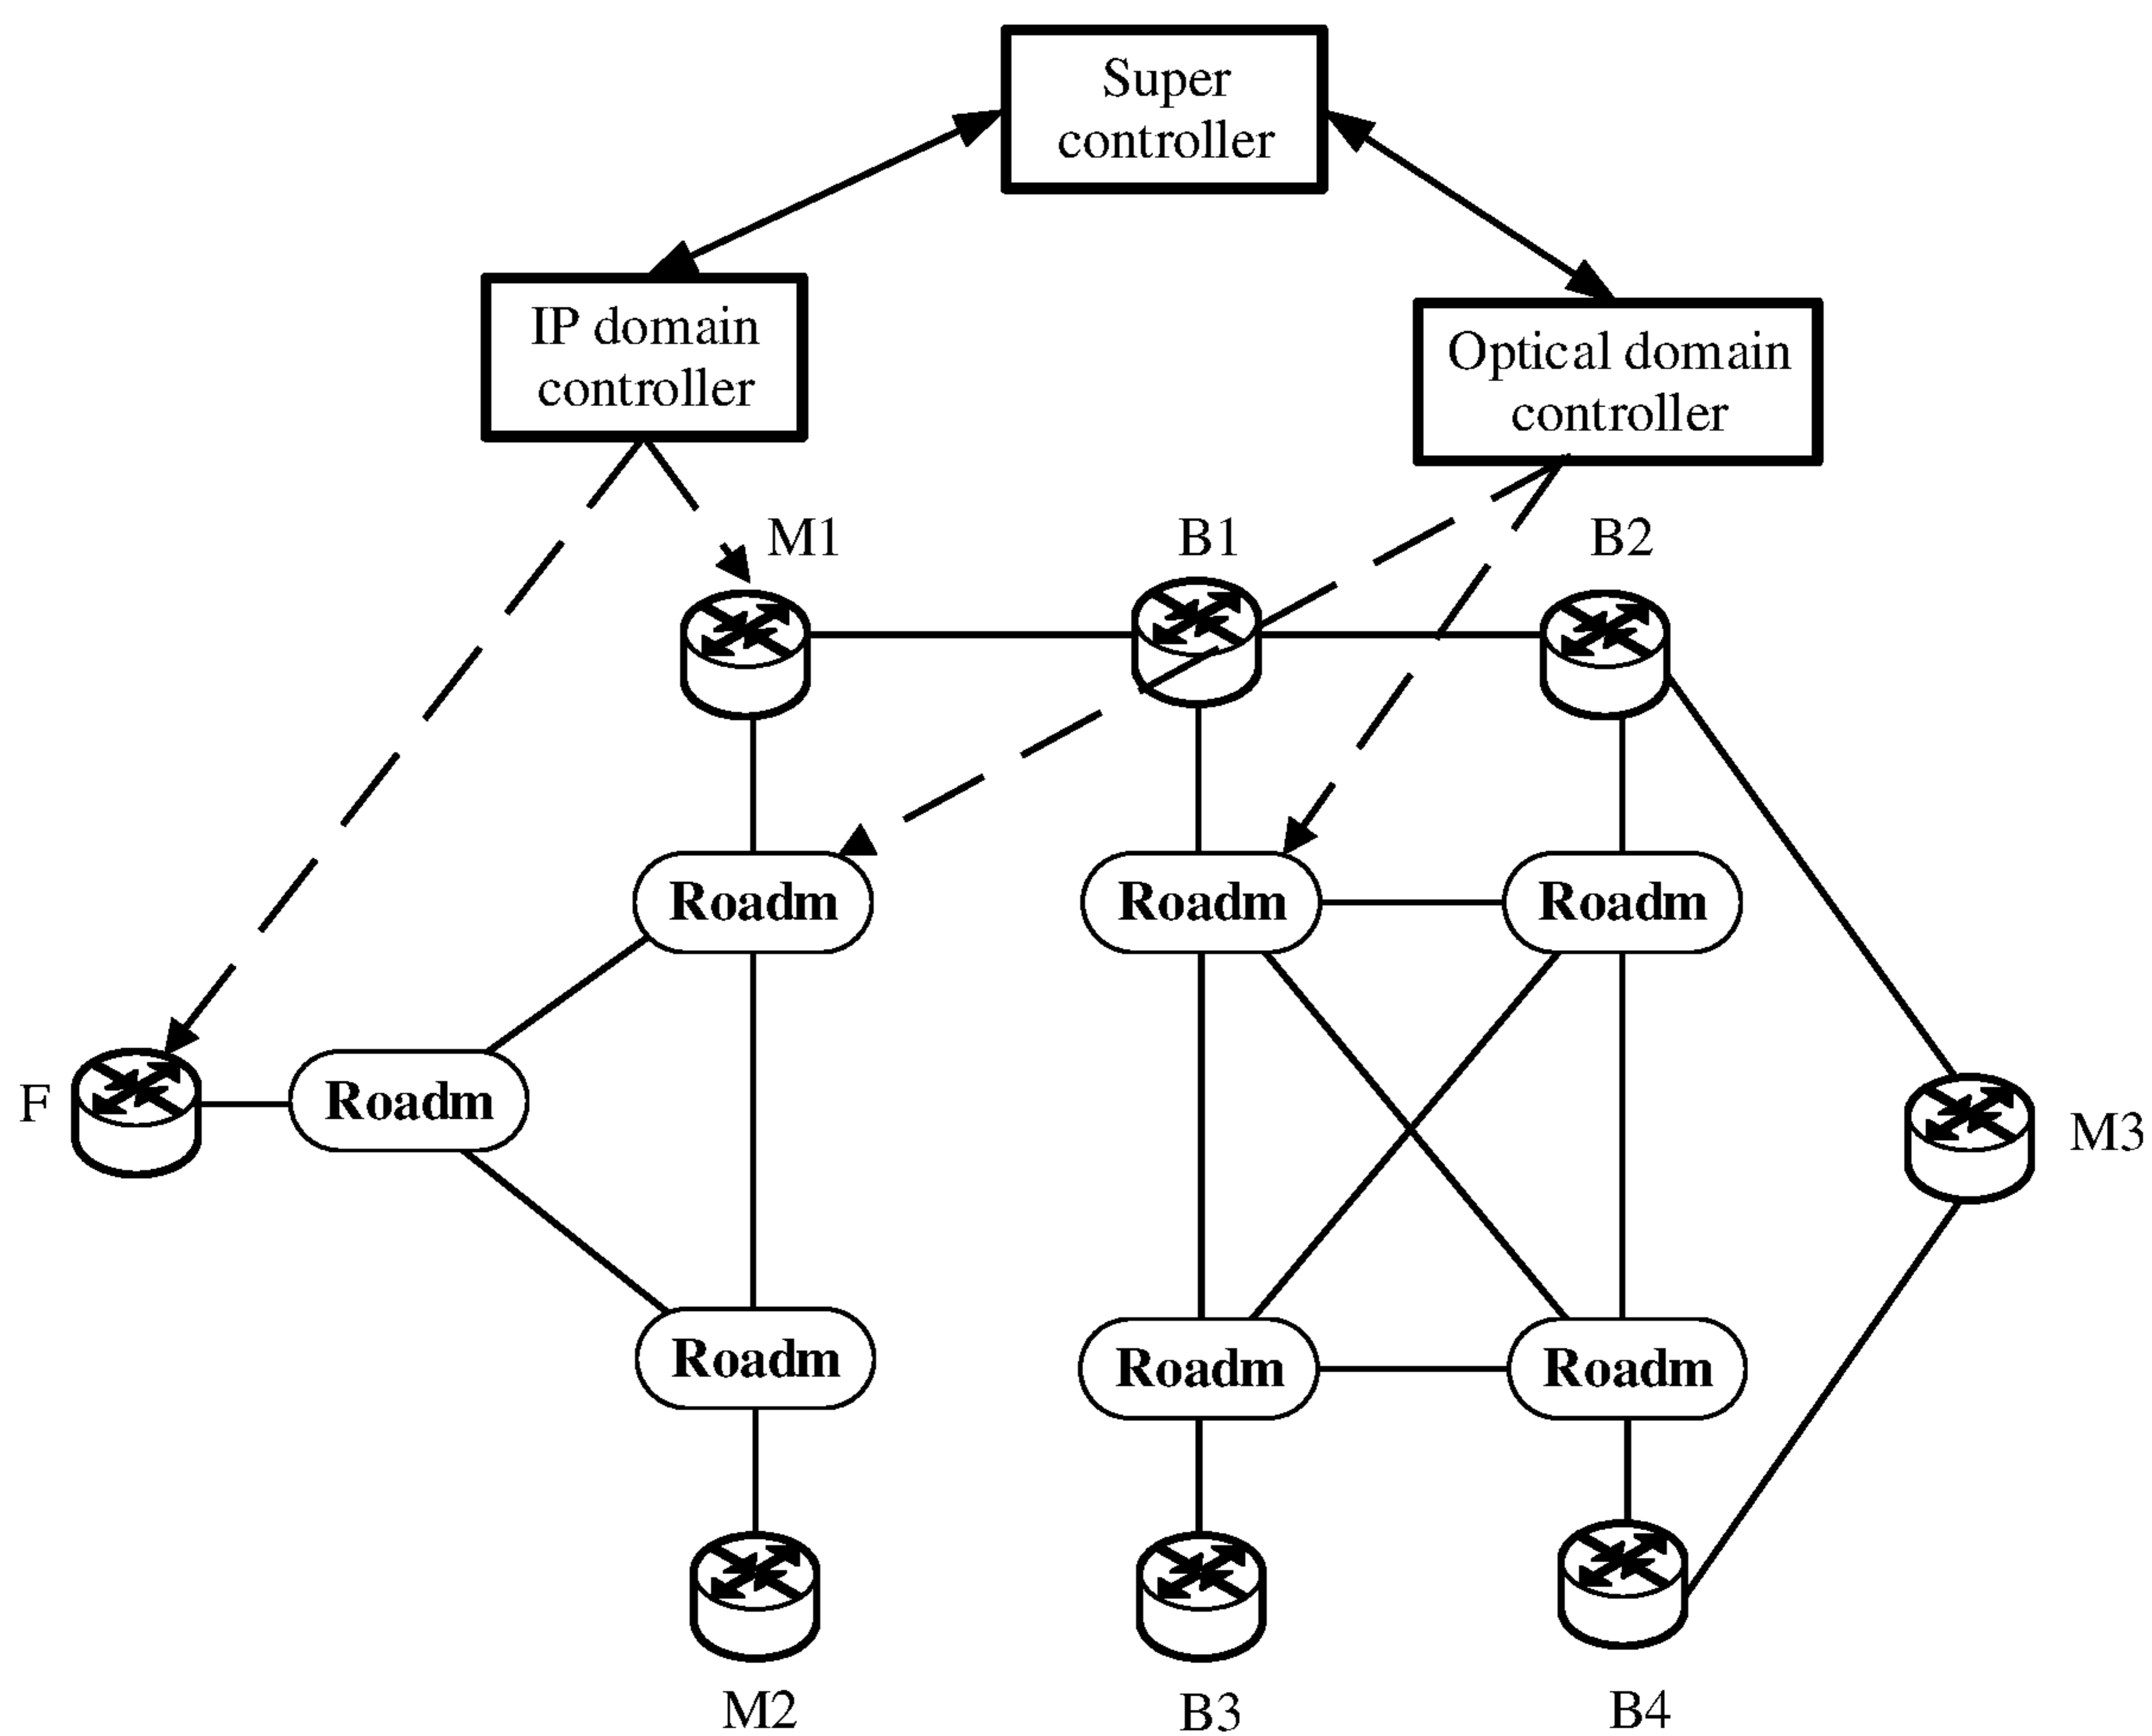 Super
controller
IP domain
controller
Optical domain
controller
M1
B1
B2
Roadm
Roadm
Roadm
F
Roadm
M3
Roadm
Roadm
Roadm
M2
B3
B4